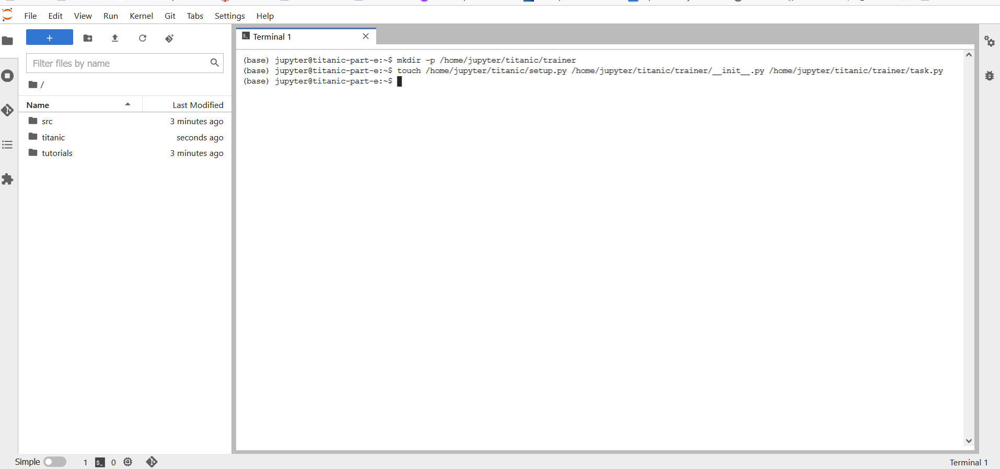 File Edit View Run Kernel Git Tabs Settings Help
+
Filter files by name
/
Name Last Modified
src 3 minutes ago
titanic seconds ago
tutorials 3 minutes ago
Terminal 1
(base) jupyter@titanic-part-e:~$ mkdir -p /home/jupyter/titanic/trainer
(base) jupyter@titanic-part-e:~$ touch /home/jupyter/titanic/setup.py /home/jupyter/titanic/trainer/__init__.py /home/jupyter/titanic/trainer/task.py
(base) jupyter@titanic-part-e:~$
Simple 1 $_ 0 Terminal 1